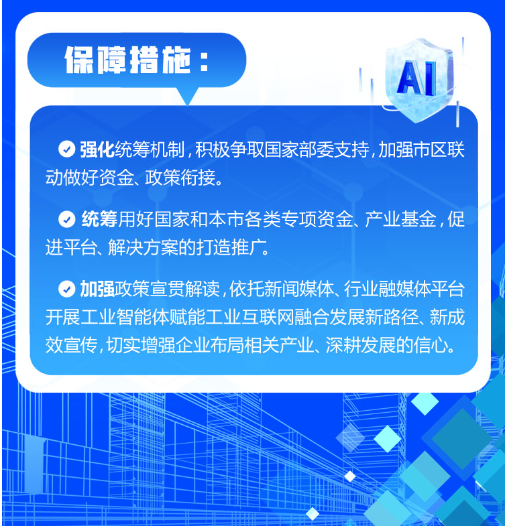 保障措施：
AI
强化统筹机制，积极争取国家部委支持，加强市区联
动做好资金、政策衔接。
统筹用好国家和本市各类专项资金、产业基金，促
进平台、解决方案的打造推广。
加强政策宣贯解读，依托新闻媒体、行业融媒体平台
开展工业智能体赋能工业互联网融合发展新路径、新成
效宣传，切实增强企业布局相关产业、深耕发展的信心。